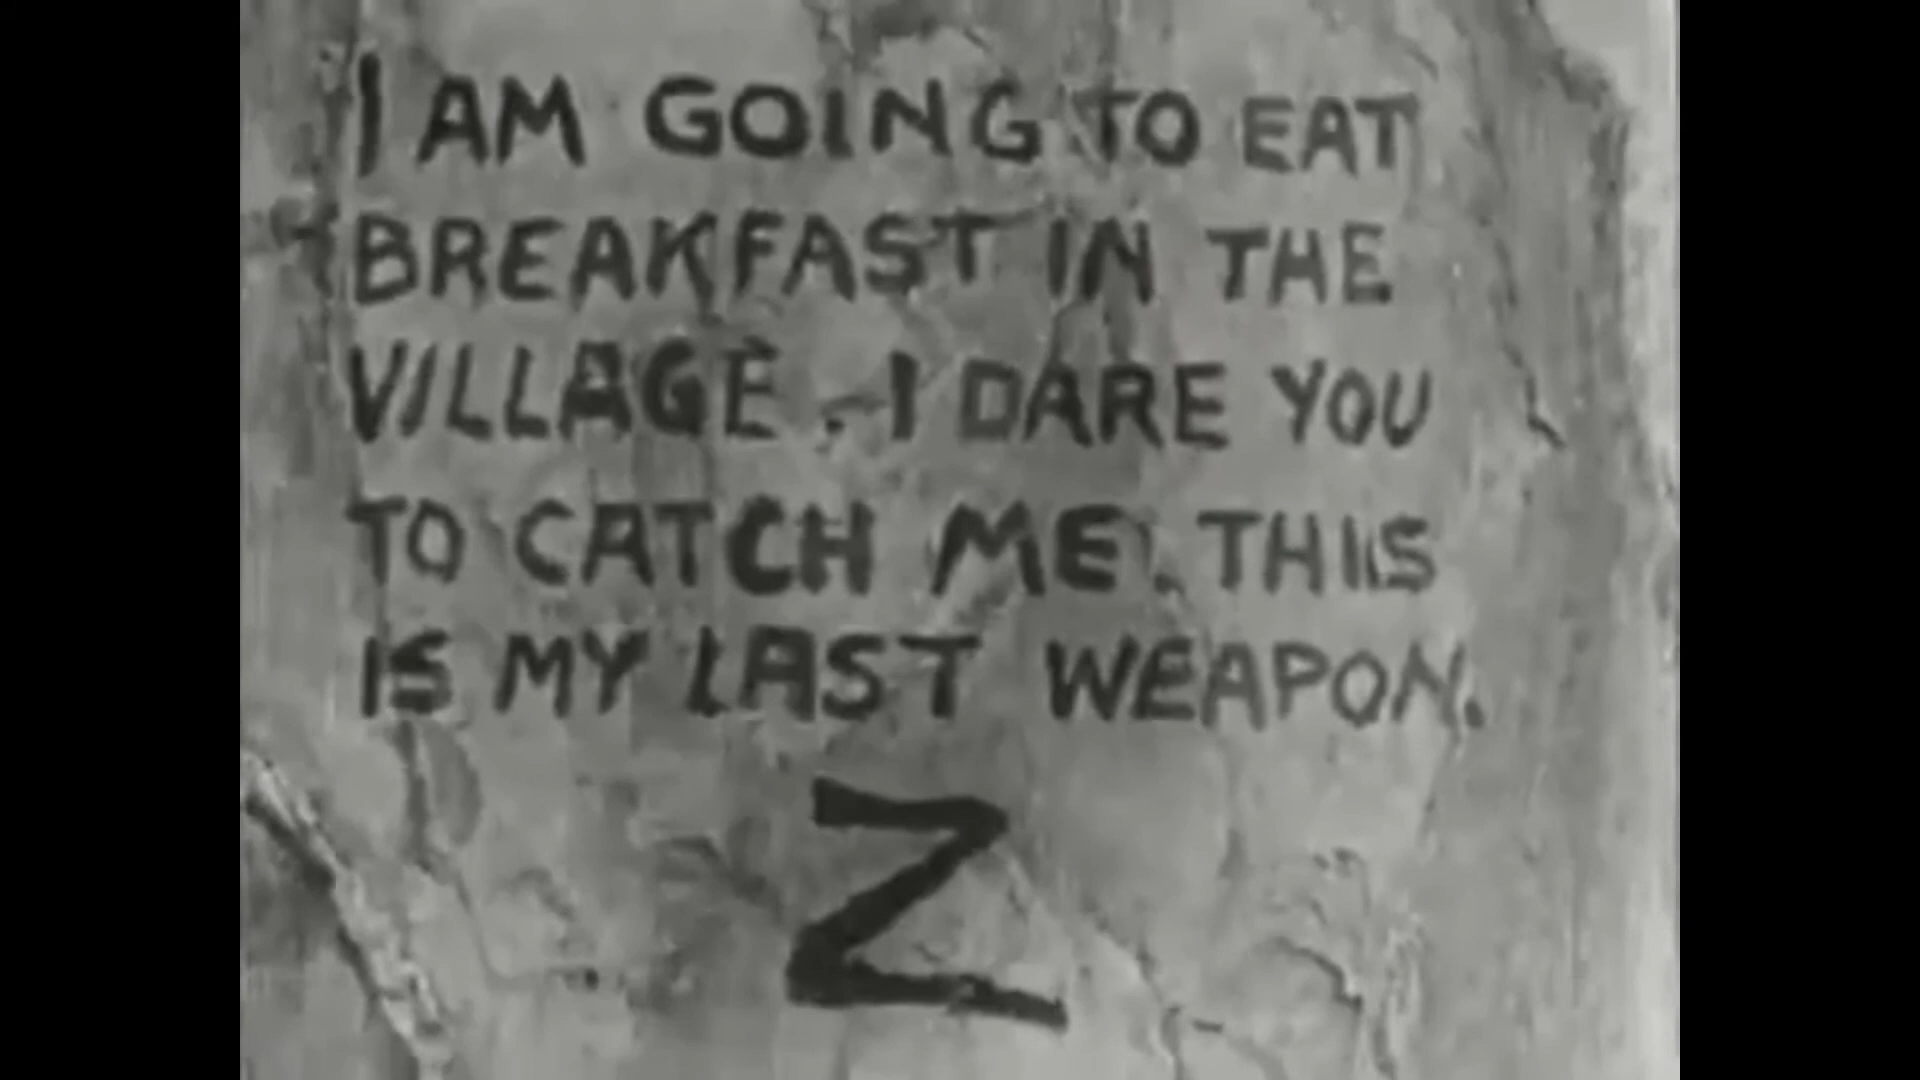 I AM GOING TO EAT
BREAKFAST IN THE
VILLAGE. I DARE YOU
TO CATCH ME. THIS
IS MY LAST WEAPON.
Z